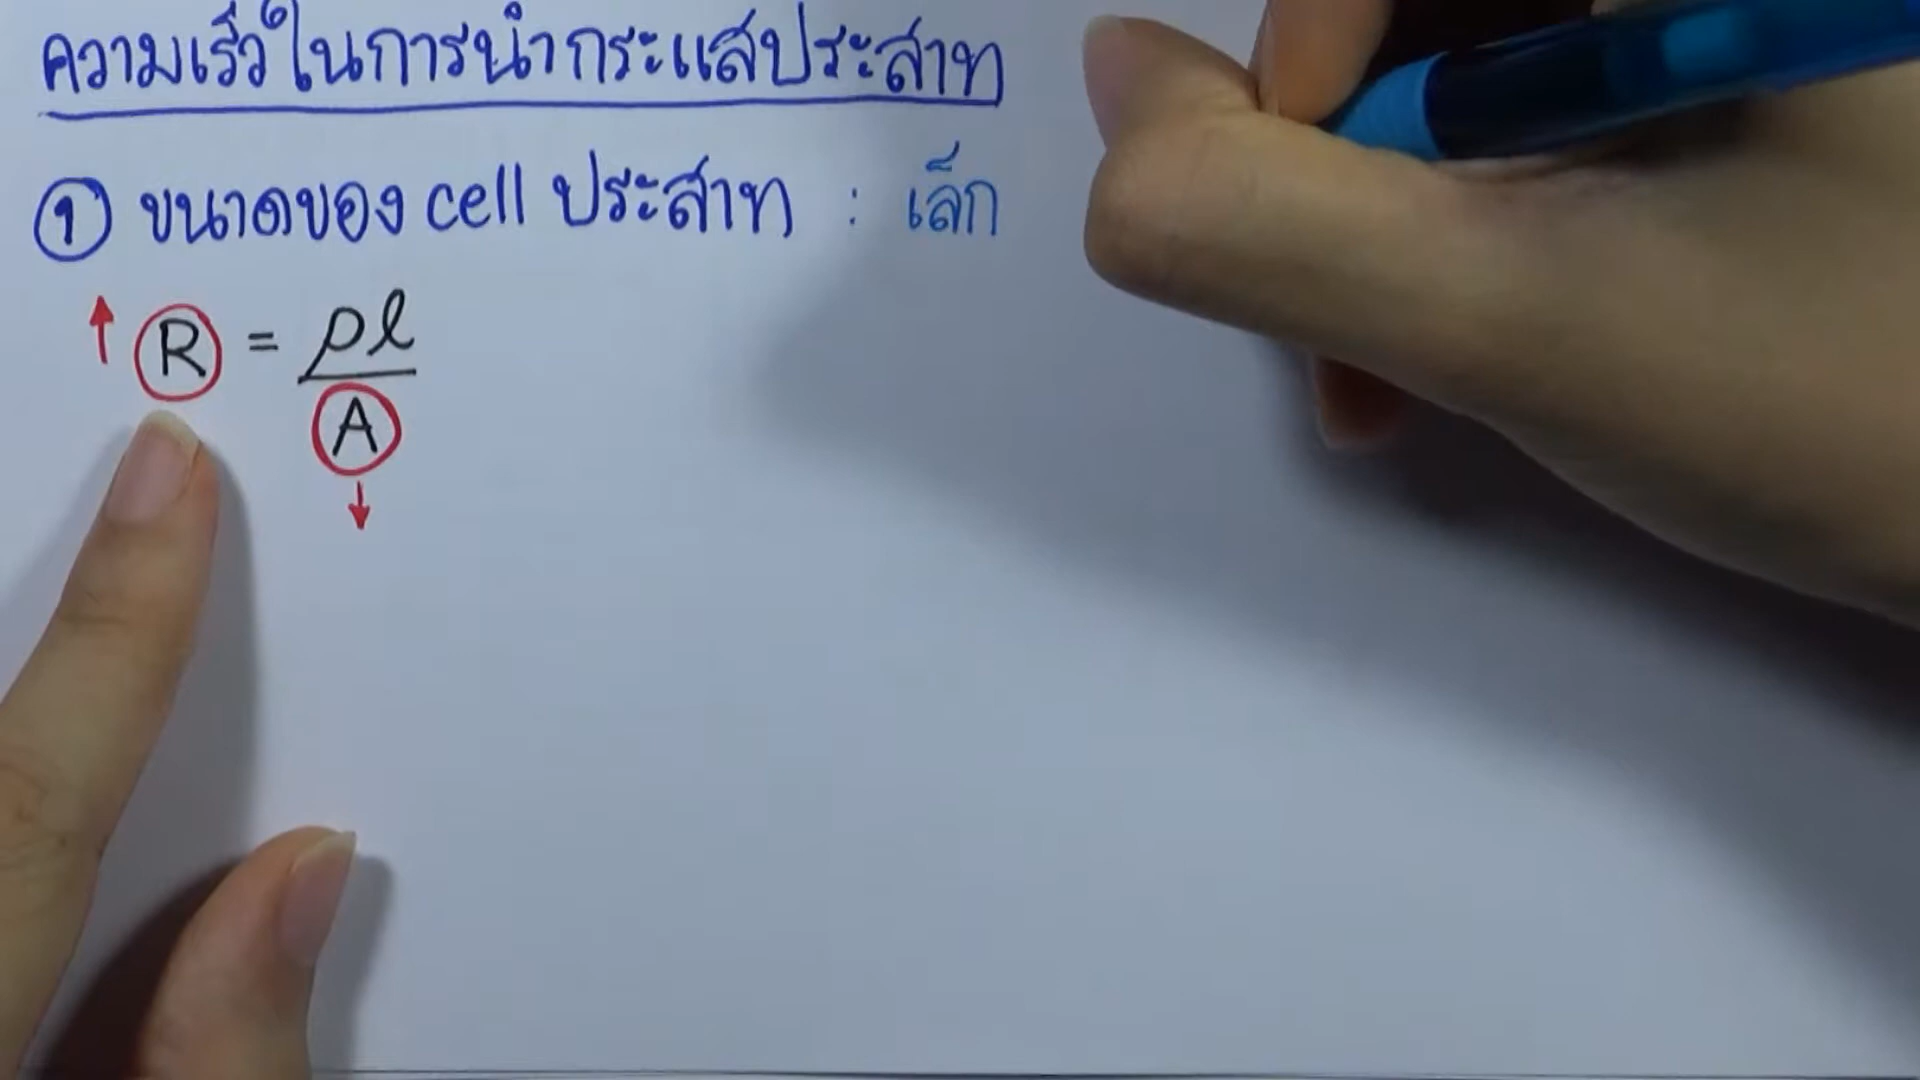 ความเร็วในการนำกระแสประสาท
① ขนาดของ cell ประสาท : เล็ก
↑ R = ρl
A
↓